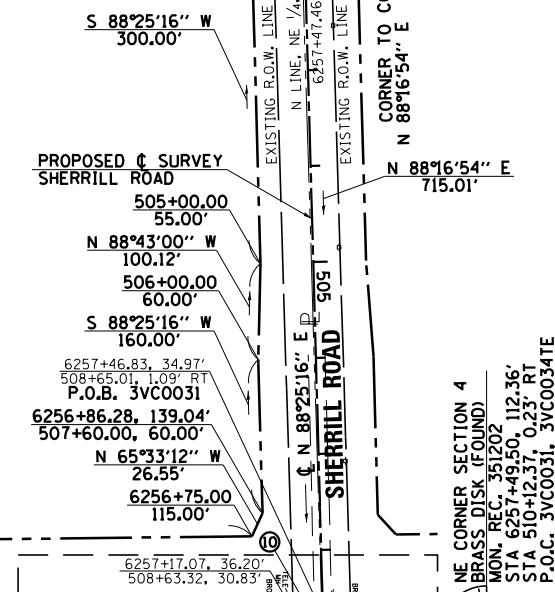 S 88°25'16" W
300.00'
EXISTING R.O.W. LINE
N LINE, NE 1/4
6257+47.46
EXISTING R.O.W. LINE
CORNER TO
N 88°16'54" E
PROPOSED ℄ SURVEY
SHERRILL ROAD
N 88°16'54" E
715.01'
505+00.00
55.00'
N 88°43'00" W
100.12'
506+00.00
60.00'
505
S 88°25'16" W
160.00'
6257+46.83, 34.97'
508+65.01, 1.09' RT
P.O.B. 3VC0031
6256+86.28, 139.04'
507+60.00, 60.00'
N 65°33'12" W
26.55'
6256+75.00
115.00'
℄ N 88°25'16" E
SHERRILL ROAD
10
6257+17.07, 36.20'
508+63.32, 30.83'
NE CORNER SECTION 4
BRASS DISK (FOUND)
MON. REC. 351202
STA 6257+49.50, 112.36'
STA 510+12.37, 0.23' RT
P.O.C. 3VC0031, 3VC0034TE